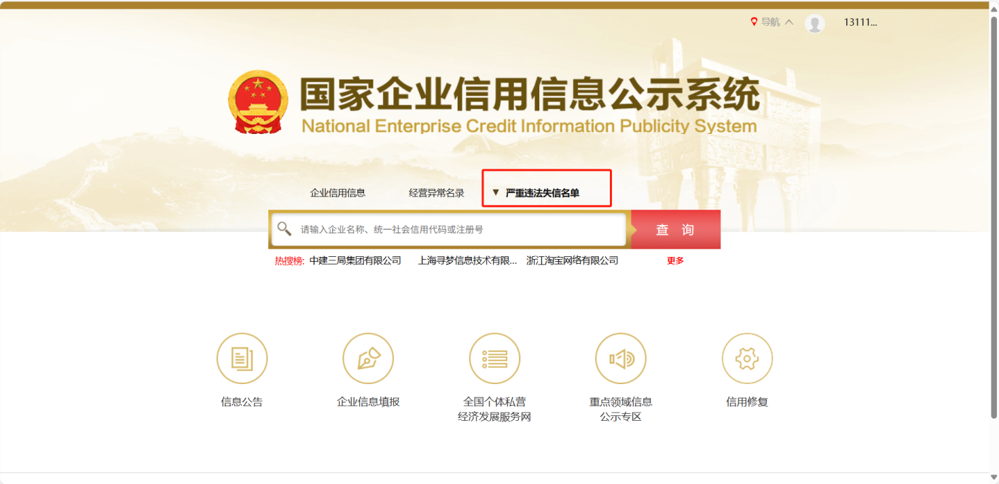 导航
13111...
国家企业信用信息公示系统
National Enterprise Credit Information Publicity System
企业信用信息 经营异常名录 ▼ 严重违法失信名单
请输入企业名称、统一社会信用代码或注册号 查 询
热搜榜: 中建三局集团有限公司 上海寻梦信息技术有限... 浙江淘宝网络有限公司 更多
信息公告
企业信息填报
全国个体私营
经济发展服务网
重点领域信息
公示专区
信用修复